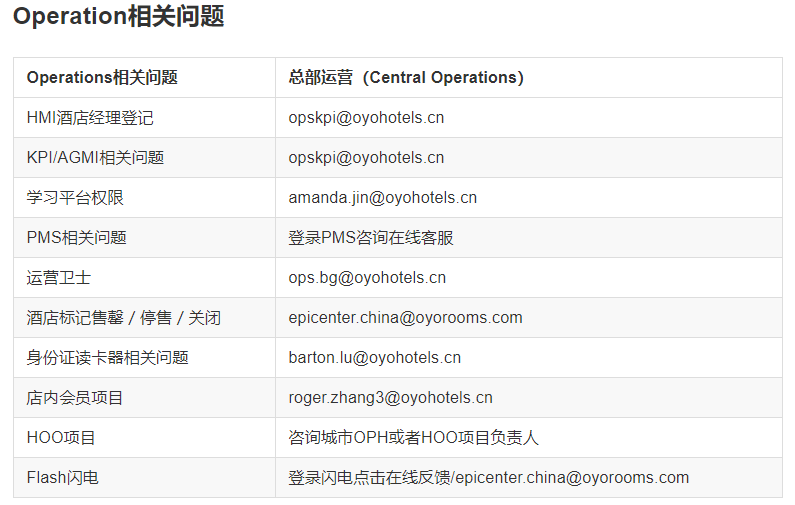 Operation相关问题
Operations相关问题 总部运营（Central Operations）
HMI酒店经理登记 opskpi@oyohotels.cn
KPI/AGMI相关问题 opskpi@oyohotels.cn
学习平台权限 amanda.jin@oyohotels.cn
PMS相关问题 登录PMS咨询在线客服
运营卫士 ops.bg@oyohotels.cn
酒店标记售馨 / 停售 / 关闭 epicenter.china@oyorooms.com
身份证读卡器相关问题 barton.lu@oyohotels.cn
店内会员项目 roger.zhang3@oyohotels.cn
HOO项目 咨询城市OPH或者HOO项目负责人
Flash闪电 登录闪电点击在线反馈/epicenter.china@oyorooms.com